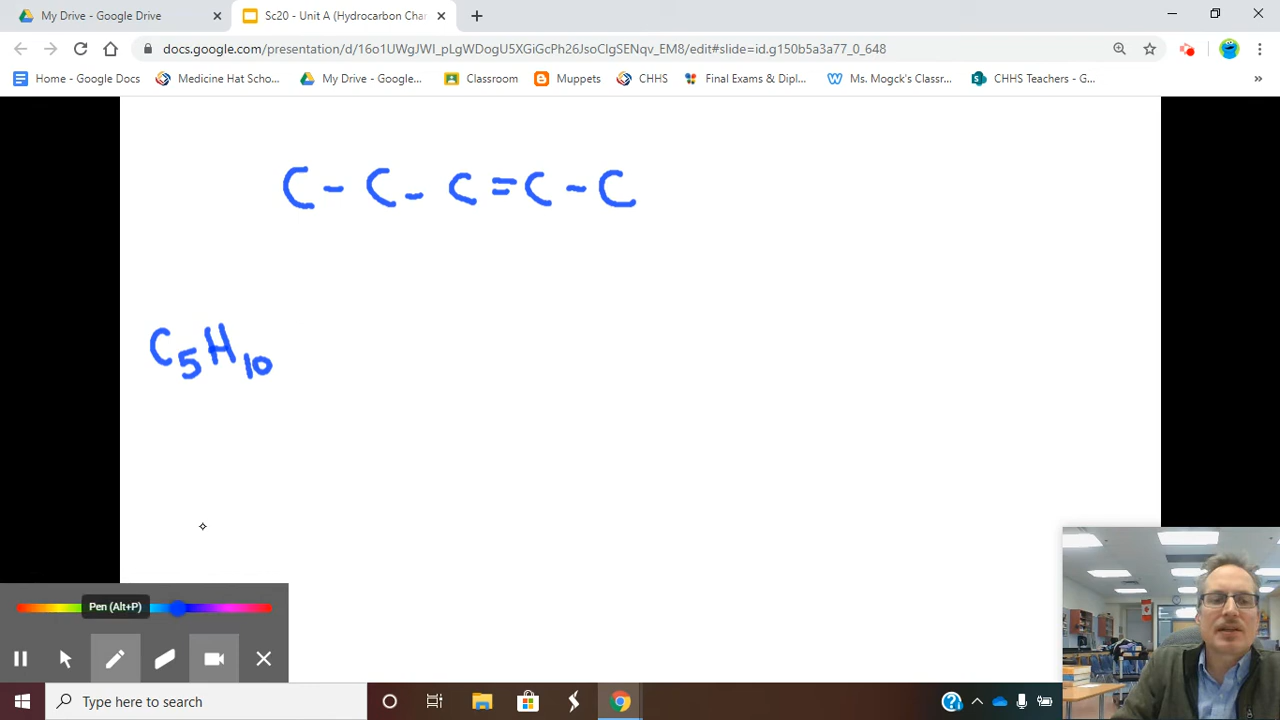 My Drive - Google Drive
Sc20 - Unit A (Hydrocarbon Char
docs.google.com/presentation/d/16o1UWgJWI_pLGWDogU5XGiGcPh26JsoClgSENqv_EM8/edit#slide=id.g150b5a3a77_0_648
Home - Google Docs
Medicine Hat Scho...
My Drive - Google...
Classroom
Muppets
CHHS
Final Exams & Dipl...
Ms. Mogck's Classr...
CHHS Teachers - G...
»
C - C - C = C - C
C₅H₁₀
Pen (Alt+P)
Type here to search